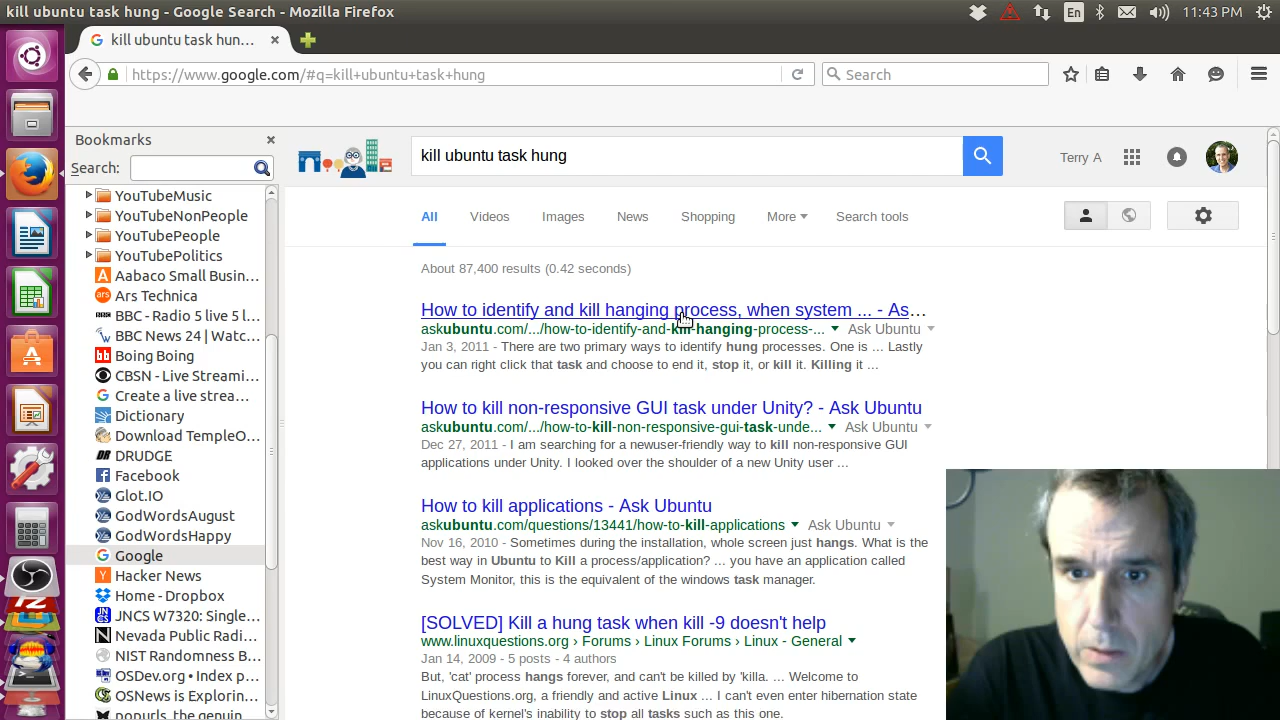 kill ubuntu task hung - Google Search - Mozilla Firefox
En
11:43 PM
kill ubuntu task hun...
https://www.google.com/#q=kill+ubuntu+task+hung
Search
Bookmarks
Search:
YouTubeMusic
YouTubeNonPeople
YouTubePeople
YouTubePolitics
Aabaco Small Busin...
Ars Technica
BBC - Radio 5 live 5 l...
BBC News 24 | Watc...
Boing Boing
CBSN - Live Streami...
Create a live strea...
Dictionary
Download TempleO...
DRUDGE
Facebook
Glot.IO
GodWordsAugust
GodWordsHappy
Google
Hacker News
Home - Dropbox
JNCS W7320: Single...
Nevada Public Radi...
NIST Randomness B...
OSDev.org • Index p...
OSNews is Explorin...
popurls, the genuin
kill ubuntu task hung
Terry A
All
Videos
Images
News
Shopping
More
Search tools
About 87,400 results (0.42 seconds)
How to identify and kill hanging process, when system ... - As...
askubuntu.com/.../how-to-identify-and-kill-hanging-process-... Ask Ubuntu
Jan 3, 2011 - There are two primary ways to identify hung processes. One is ... Lastly
you can right click that task and choose to end it, stop it, or kill it. Killing it ...
How to kill non-responsive GUI task under Unity? - Ask Ubuntu
askubuntu.com/.../how-to-kill-non-responsive-gui-task-unde... Ask Ubuntu
Dec 27, 2011 - I am searching for a newuser-friendly way to kill non-responsive GUI
applications under Unity. I looked over the shoulder of a new Unity user ...
How to kill applications - Ask Ubuntu
askubuntu.com/questions/13441/how-to-kill-applications Ask Ubuntu
Nov 16, 2010 - Sometimes during the installation, whole screen just hangs. What is the
best way in Ubuntu to Kill a process/application? ... you have an application called
System Monitor, this is the equivalent of the windows task manager.
[SOLVED] Kill a hung task when kill -9 doesn't help
www.linuxquestions.org › Forums › Linux Forums › Linux - General
Jan 14, 2009 - 5 posts - 4 authors
But, 'cat' process hangs forever, and can't be killed by 'killa. ... Welcome to
LinuxQuestions.org, a friendly and active Linux ... I can't even enter hibernation state
because of kernel's inability to stop all tasks such as this one.